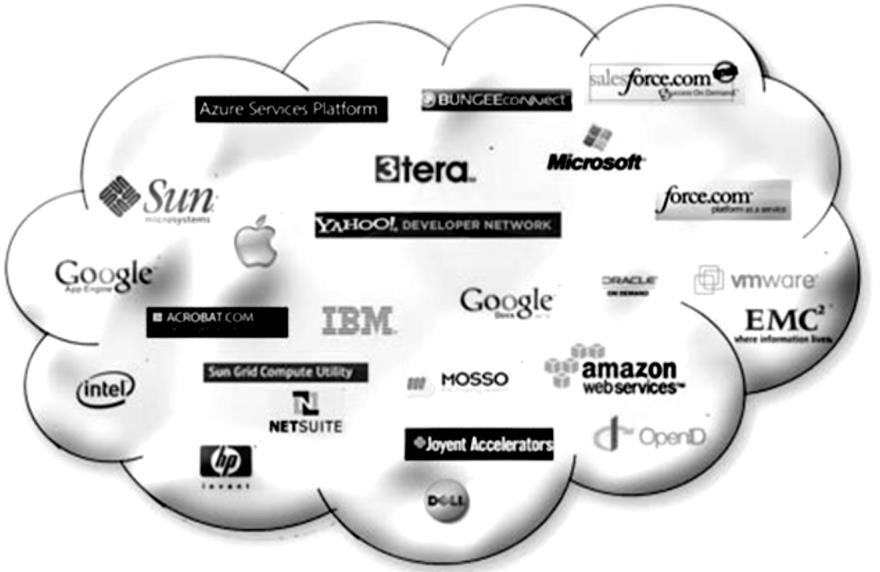 salesforce.com
Success On Demand
Azure Services Platform
BUNGEEconnect
3tera
Microsoft
Sun
microsystems
force.com
platform as a service
YAHOO! DEVELOPER NETWORK
Google
App Engine
ORACLE
ON DEMAND
vmware
Google
Docs
ACROBAT.COM
IBM
EMC²
where information lives
Sun Grid Compute Utility
MOSSO
amazon
webservices™
intel
NETSUITE
OpenID
Joyent Accelerators
hp
invent
DELL